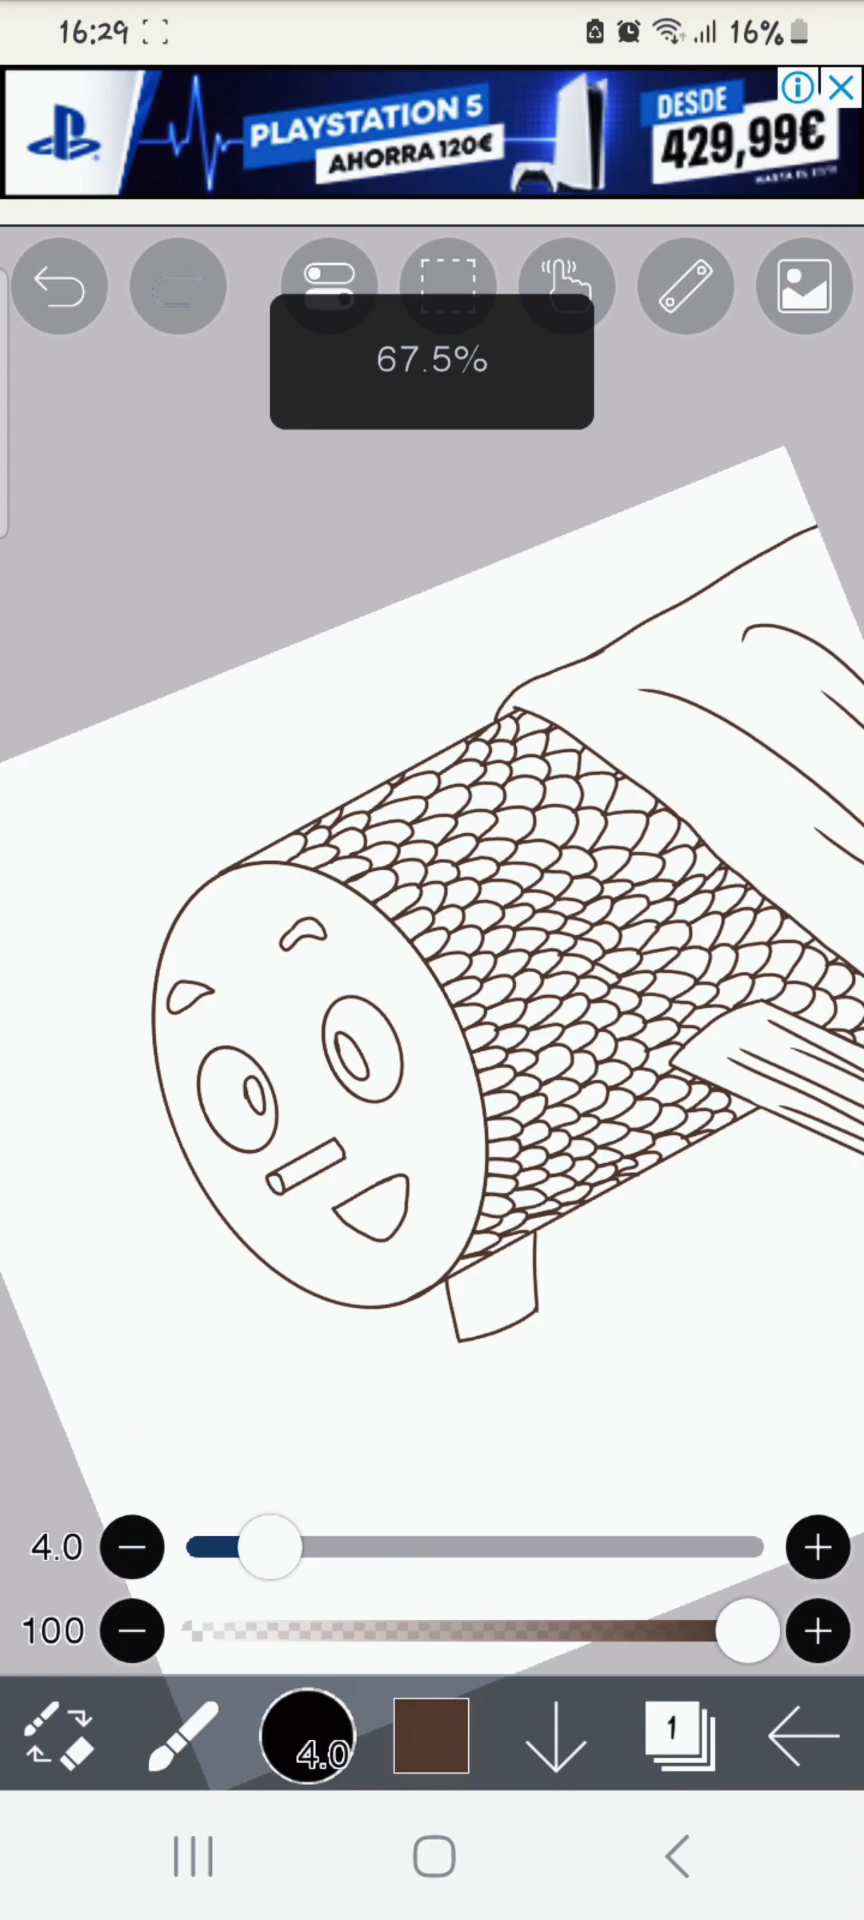 16:29
16%
PLAYSTATION 5
AHORRA 120€
DESDE
429,99€
67.5%
4.0
100
4.0
1